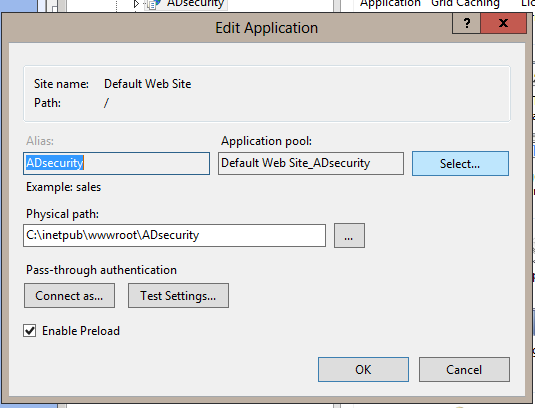 ADsecurity
Application Grid Caching
Edit Application
?
Site name: Default Web Site
Path: /
Alias: Application pool:
ADsecurity Default Web Site_ADsecurity Select...
Example: sales
Physical path:
C:\inetpub\wwwroot\ADsecurity ...
Pass-through authentication
Connect as... Test Settings...
Enable Preload
OK Cancel